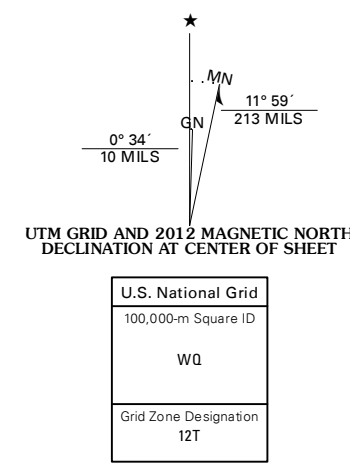 ★
MN
11° 59´
213 MILS
GN
0° 34´
10 MILS
UTM GRID AND 2012 MAGNETIC NORTH
DECLINATION AT CENTER OF SHEET
U.S. National Grid
100,000-m Square ID
WQ
Grid Zone Designation
12T